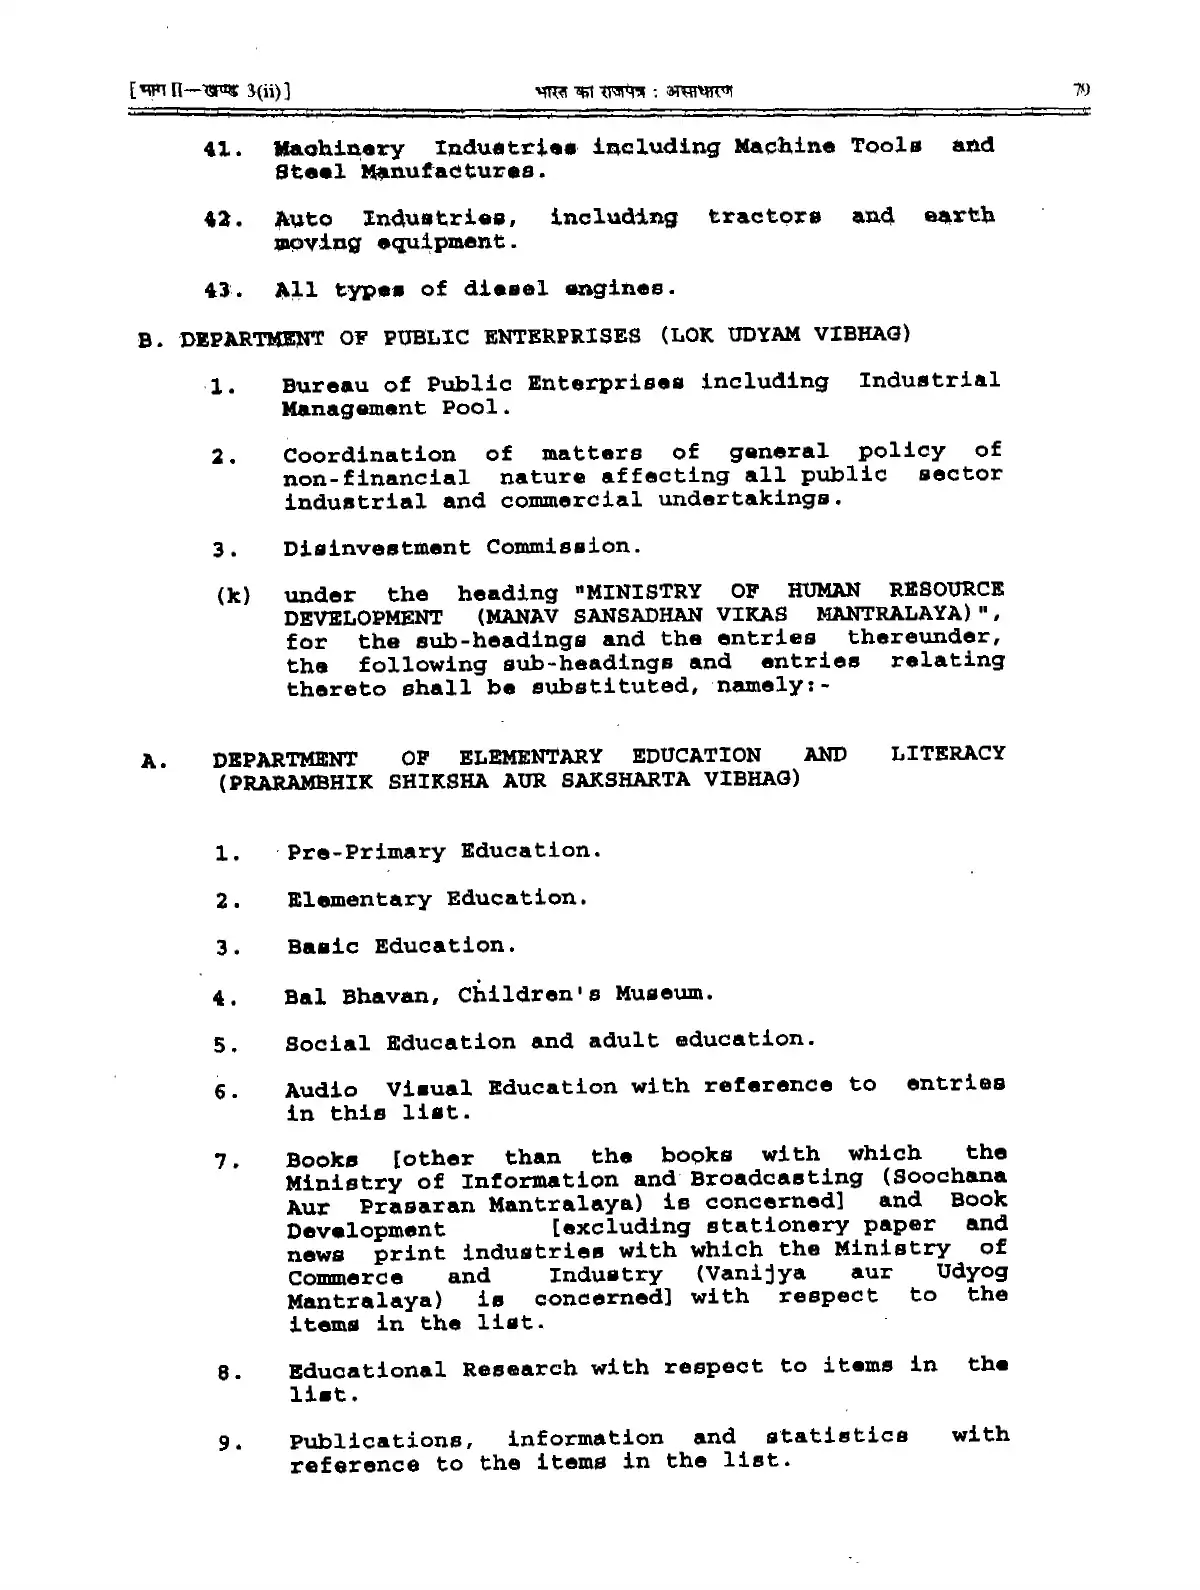 [भाग II—खण्ड 3(ii)] भारत का राजपत्र : असाधारण 79
41. Machinery Industries including Machine Tools and
Steel Manufactures.
42. Auto Industries, including tractors and earth
moving equipment.
43. All types of diesel engines.
B. DEPARTMENT OF PUBLIC ENTERPRISES (LOK UDYAM VIBHAG)
1. Bureau of Public Enterprises including Industrial
Management Pool.
2. Coordination of matters of general policy of
non-financial nature affecting all public sector
industrial and commercial undertakings.
3. Disinvestment Commission.
(k) under the heading "MINISTRY OF HUMAN RESOURCE
DEVELOPMENT (MANAV SANSADHAN VIKAS MANTRALAYA)",
for the sub-headings and the entries thereunder,
the following sub-headings and entries relating
thereto shall be substituted, namely:-
A. DEPARTMENT OF ELEMENTARY EDUCATION AND LITERACY
(PRARAMBHIK SHIKSHA AUR SAKSHARTA VIBHAG)
1. Pre-Primary Education.
2. Elementary Education.
3. Basic Education.
4. Bal Bhavan, Children's Museum.
5. Social Education and adult education.
6. Audio Visual Education with reference to entries
in this list.
7. Books [other than the books with which the
Ministry of Information and Broadcasting (Soochana
Aur Prasaran Mantralaya) is concerned] and Book
Development [excluding stationery paper and
news print industries with which the Ministry of
Commerce and Industry (Vanijya aur Udyog
Mantralaya) is concerned] with respect to the
items in the list.
8. Educational Research with respect to items in the
list.
9. Publications, information and statistics with
reference to the items in the list.